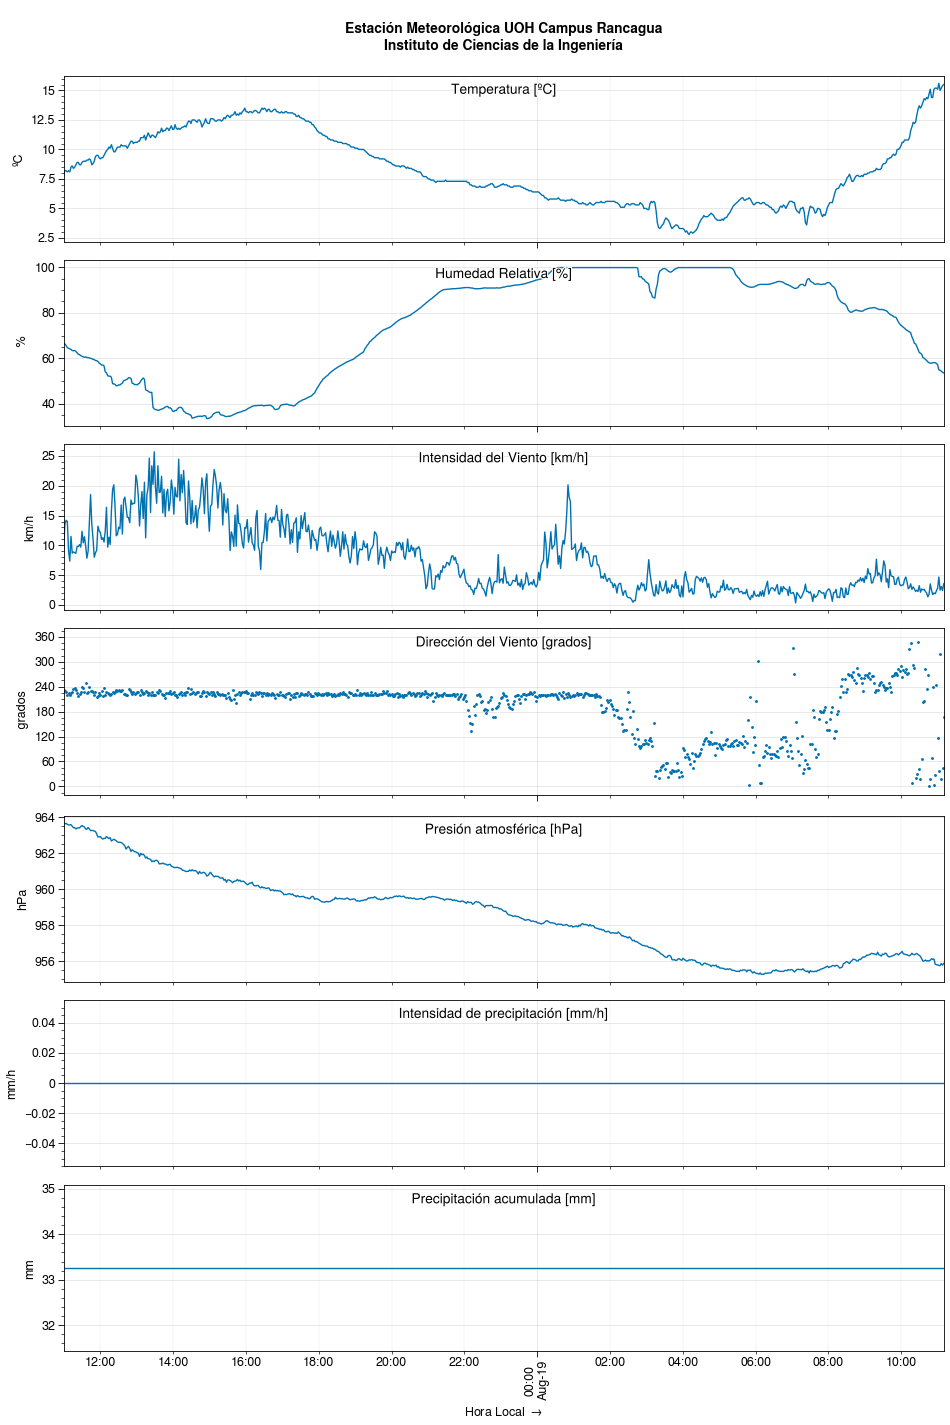 Estación Meteorológica UOH Campus Rancagua
Instituto de Ciencias de la Ingeniería
Temperatura [ºC]
15
12.5
10
7.5
5
2.5
ºC
Humedad Relativa [%]
100
80
60
40
%
Intensidad del Viento [km/h]
25
20
15
10
5
0
km/h
Dirección del Viento [grados]
360
300
240
180
120
60
0
grados
Presión atmosférica [hPa]
964
962
960
958
956
hPa
Intensidad de precipitación [mm/h]
0.04
0.02
0
−0.02
−0.04
mm/h
Precipitación acumulada [mm]
35
34
33
32
mm
12:00 14:00 16:00 18:00 20:00 22:00 00:00 02:00 04:00 06:00 08:00 10:00
Aug-19
Hora Local →